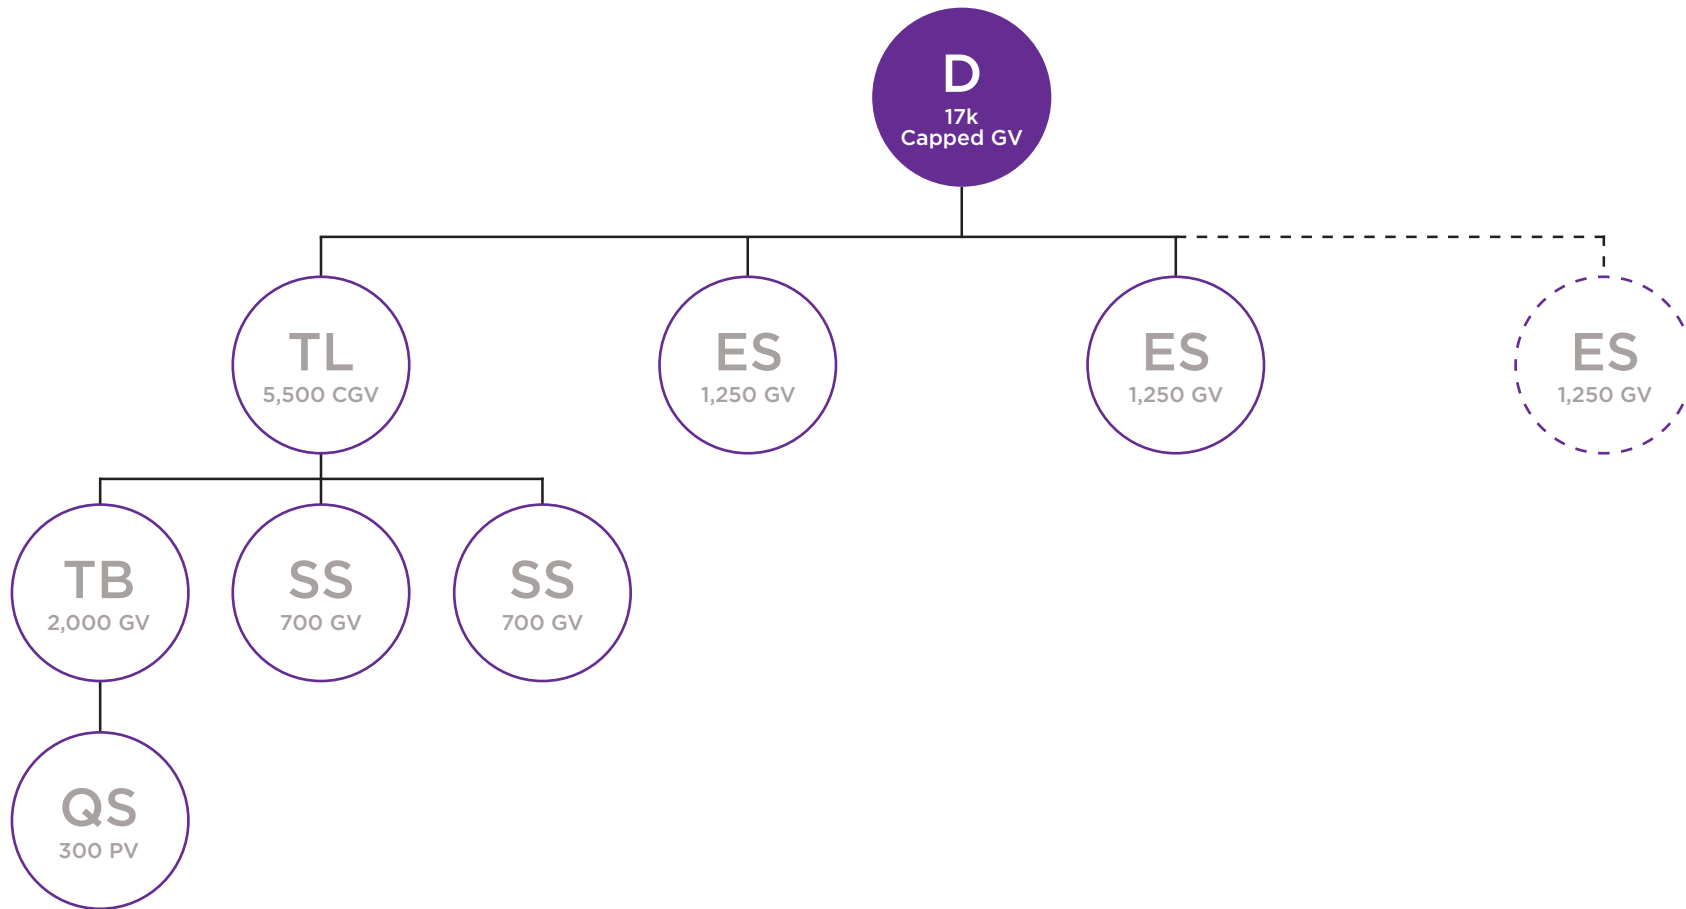 D
17k
Capped GV
TL
5,500 CGV
ES
1,250 GV
ES
1,250 GV
ES
1,250 GV
TB
2,000 GV
SS
700 GV
SS
700 GV
QS
300 PV